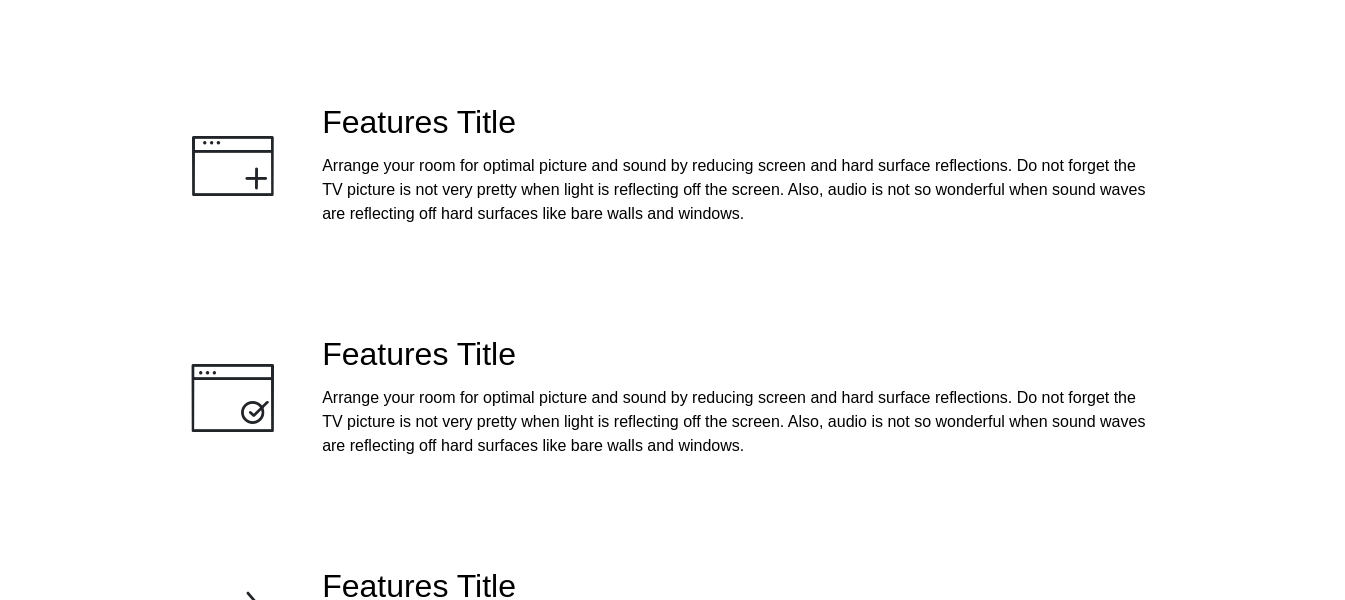 Features Title
Arrange your room for optimal picture and sound by reducing screen and hard surface reflections. Do not forget the
TV picture is not very pretty when light is reflecting off the screen. Also, audio is not so wonderful when sound waves
are reflecting off hard surfaces like bare walls and windows.
Features Title
Arrange your room for optimal picture and sound by reducing screen and hard surface reflections. Do not forget the
TV picture is not very pretty when light is reflecting off the screen. Also, audio is not so wonderful when sound waves
are reflecting off hard surfaces like bare walls and windows.
Features Title